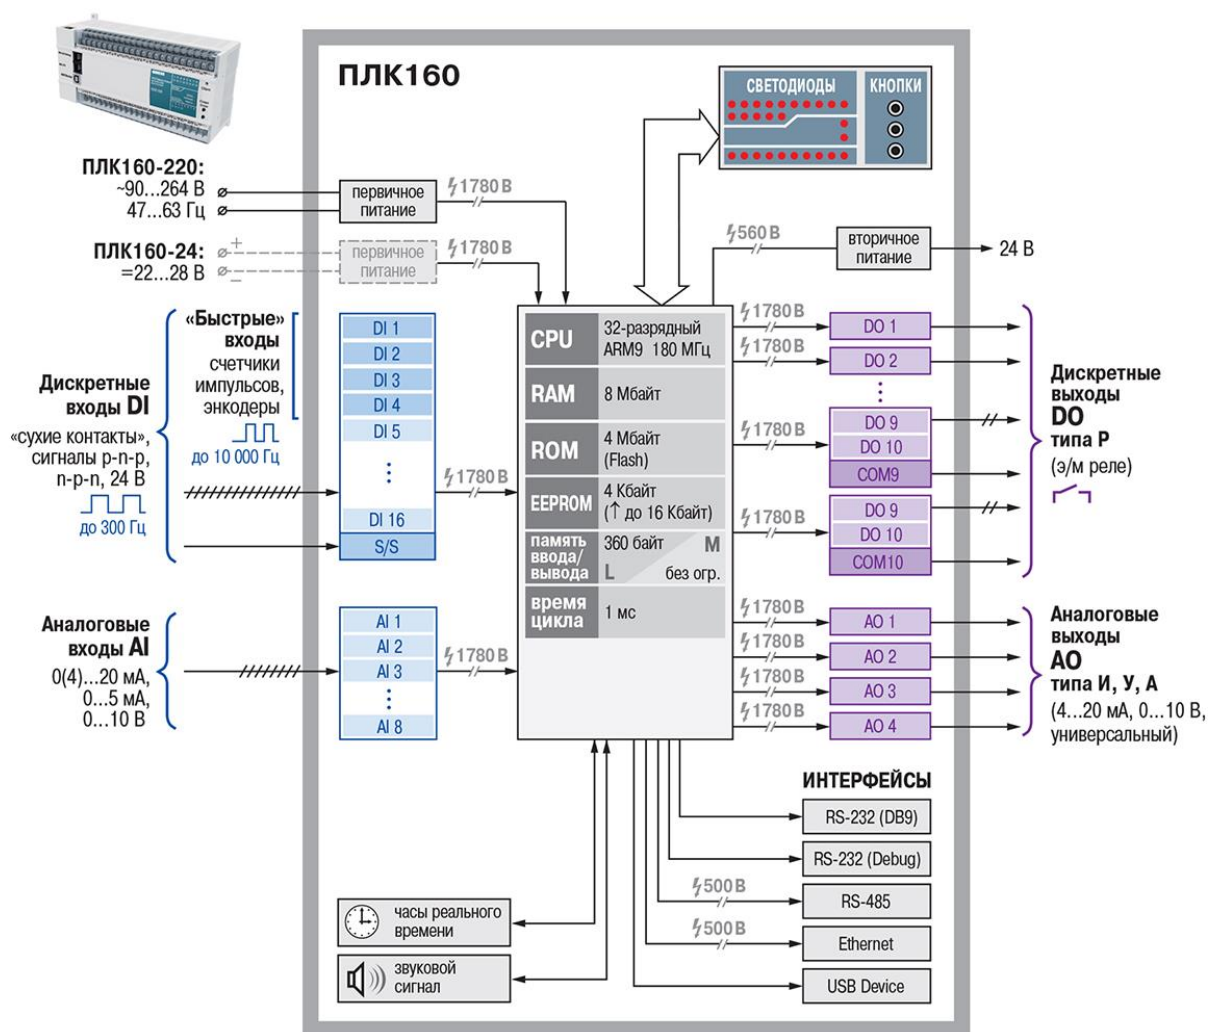 ПЛК160
СВЕТОДИОДЫ
КНОПКИ
ПЛК160-220:
~90...264 В
47...63 Гц
первичное
питание
1780 В
ПЛК160-24:
=22...28 В
+
–
первичное
питание
1780 В
560 В
вторичное
питание
24 В
«Быстрые»
входы
счетчики
импульсов,
энкодеры
до 10 000 Гц
Дискретные
входы DI
«сухие контакты»,
сигналы p-n-p,
n-p-n, 24 В
до 300 Гц
DI 1
DI 2
DI 3
DI 4
DI 5
DI 16
S/S
1780 В
Аналоговые
входы AI
0(4)...20 мА,
0...5 мА,
0...10 В
AI 1
AI 2
AI 3
AI 8
1780 В
CPU
32-разрядный
ARM9 180 МГц
RAM
8 Мбайт
ROM
4 Мбайт
(Flash)
EEPROM
4 Кбайт
(↑ до 16 Кбайт)
память
ввода/
вывода
360 байт
M
L
без огр.
время
цикла
1 мс
1780 В
DO 1
1780 В
DO 2
1780 В
DO 9
DO 10
COM9
1780 В
DO 9
DO 10
COM10
Дискретные
выходы
DO
типа Р
(э/м реле)
1780 В
AO 1
1780 В
AO 2
1780 В
AO 3
1780 В
AO 4
Аналоговые
выходы
AO
типа И, У, А
(4...20 мА, 0...10 В,
универсальный)
ИНТЕРФЕЙСЫ
RS-232 (DB9)
RS-232 (Debug)
500 В
RS-485
500 В
Ethernet
USB Device
часы реального
времени
звуковой
сигнал